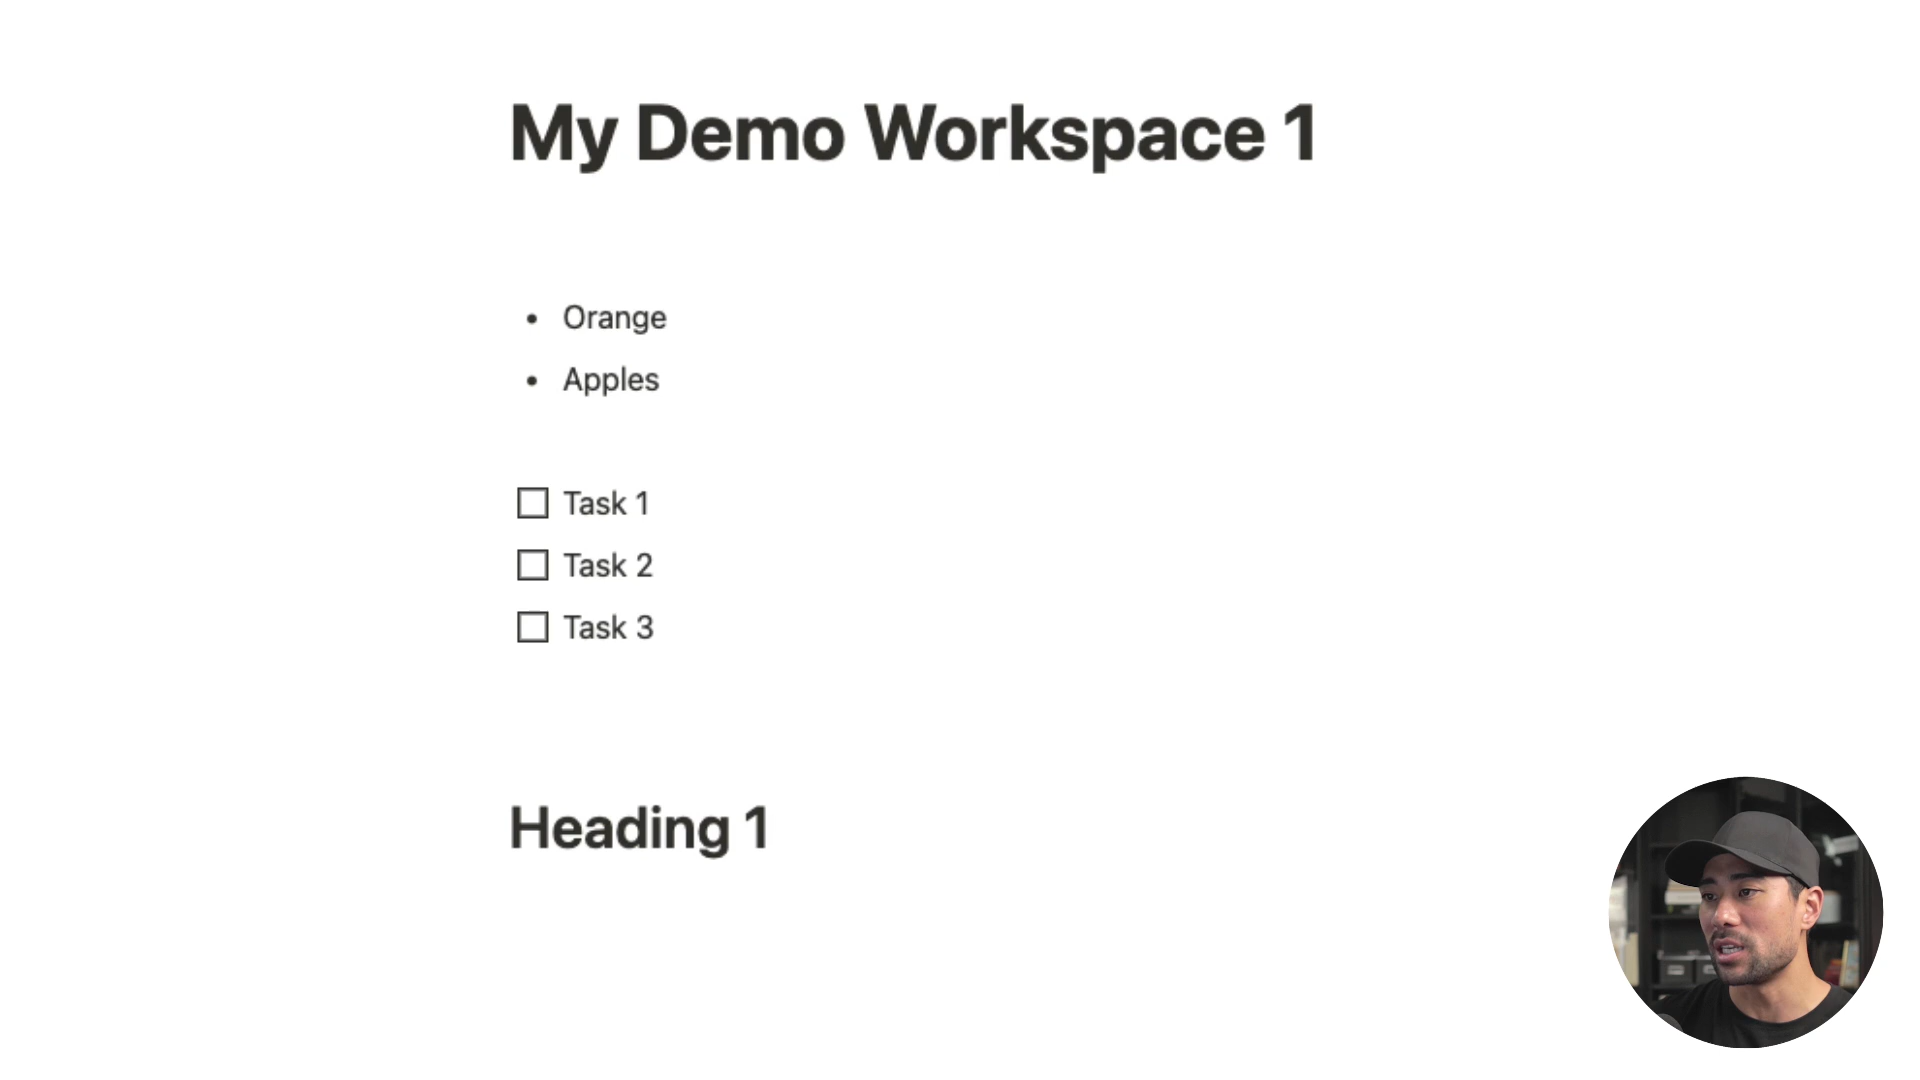 My Demo Workspace 1
Orange
Apples
Task 1
Task 2
Task 3
Heading 1